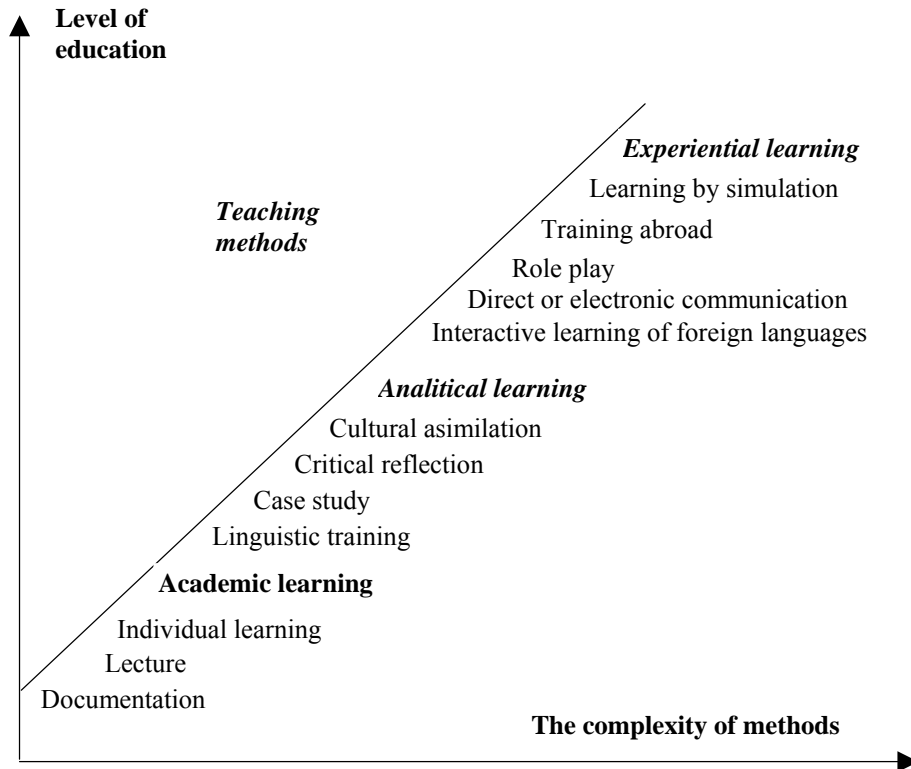 Level of
education
Experiential learning
Learning by simulation
Teaching
methods
Training abroad
Role play
Direct or electronic communication
Interactive learning of foreign languages
Analitical learning
Cultural asimilation
Critical reflection
Case study
Linguistic training
Academic learning
Individual learning
Lecture
Documentation
The complexity of methods